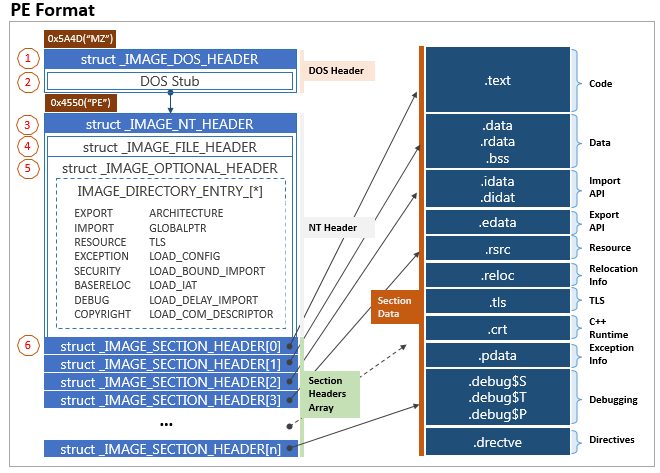 PE Format
0x5A4D("MZ")
1
struct _IMAGE_DOS_HEADER
2
DOS Stub
DOS Header
0x4550("PE")
3
struct _IMAGE_NT_HEADER
4
struct _IMAGE_FILE_HEADER
5
struct _IMAGE_OPTIONAL_HEADER
IMAGE_DIRECTORY_ENTRY_[*]
EXPORT ARCHITECTURE
IMPORT GLOBALPTR
RESOURCE TLS
EXCEPTION LOAD_CONFIG
SECURITY LOAD_BOUND_IMPORT
BASERELOC LOAD_IAT
DEBUG LOAD_DELAY_IMPORT
COPYRIGHT LOAD_COM_DESCRIPTOR
NT Header
6
struct _IMAGE_SECTION_HEADER[0]
struct _IMAGE_SECTION_HEADER[1]
struct _IMAGE_SECTION_HEADER[2]
struct _IMAGE_SECTION_HEADER[3]
...
struct _IMAGE_SECTION_HEADER[n]
Section
Headers
Array
Section
Data
.text
Code
.data
.rdata
.bss
Data
.idata
.didat
Import
API
.edata
Export
API
.rsrc
Resource
.reloc
Relocation
Info
.tls
TLS
.crt
C++
Runtime
.pdata
Exception
Info
.debug$S
.debug$T
.debug$P
Debugging
.drectve
Directives